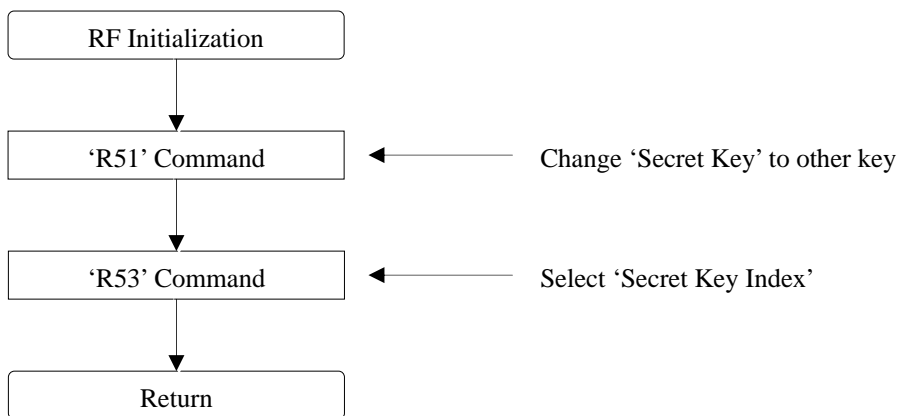 RF Initialization
‘R51’ Command
Change ‘Secret Key’ to other key
‘R53’ Command
Select ‘Secret Key Index’
Return